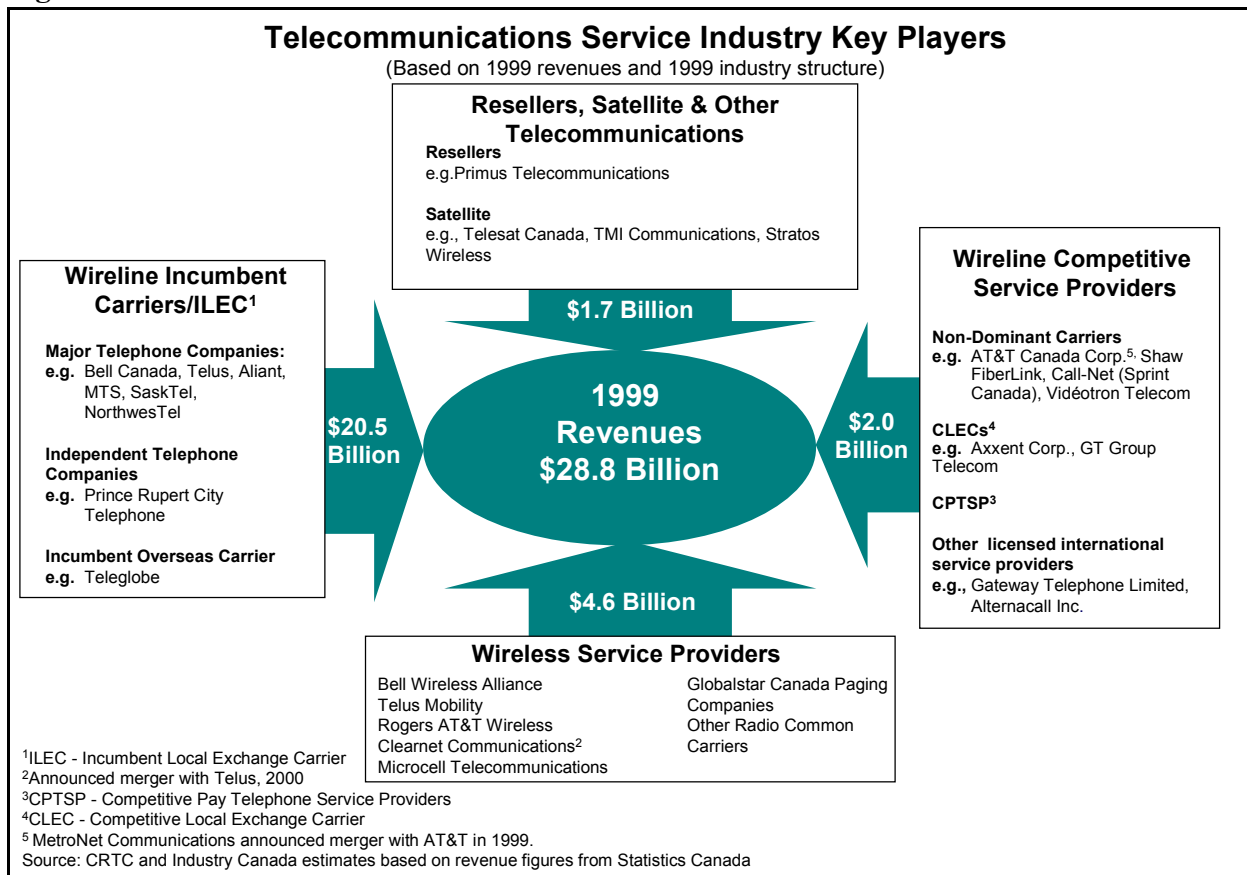 Telecommunications Service Industry Key Players
(Based on 1999 revenues and 1999 industry structure)
Resellers, Satellite & Other
Telecommunications
Resellers
e.g.Primus Telecommunications
Satellite
e.g., Telesat Canada, TMI Communications, Stratos
Wireless
$1.7 Billion
Wireline Incumbent
Carriers/ILEC¹
Major Telephone Companies:
e.g. Bell Canada, Telus, Aliant,
MTS, SaskTel,
NorthwesTel
Independent Telephone
Companies
e.g. Prince Rupert City
Telephone
Incumbent Overseas Carrier
e.g. Teleglobe
$20.5
Billion
1999
Revenues
$28.8 Billion
$2.0
Billion
Wireline Competitive
Service Providers
Non-Dominant Carriers
e.g. AT&T Canada Corp.⁵, Shaw
FiberLink, Call-Net (Sprint
Canada), Vidéotron Telecom
CLECs⁴
e.g. Axxent Corp., GT Group
Telecom
CPTSP³
Other licensed international
service providers
e.g., Gateway Telephone Limited,
Alternacall Inc.
$4.6 Billion
Wireless Service Providers
Bell Wireless Alliance
Telus Mobility
Rogers AT&T Wireless
Clearnet Communications²
Microcell Telecommunications
Globalstar Canada Paging
Companies
Other Radio Common
Carriers
¹ILEC - Incumbent Local Exchange Carrier
²Announced merger with Telus, 2000
³CPTSP - Competitive Pay Telephone Service Providers
⁴CLEC - Competitive Local Exchange Carrier
⁵ MetroNet Communications announced merger with AT&T in 1999.
Source: CRTC and Industry Canada estimates based on revenue figures from Statistics Canada